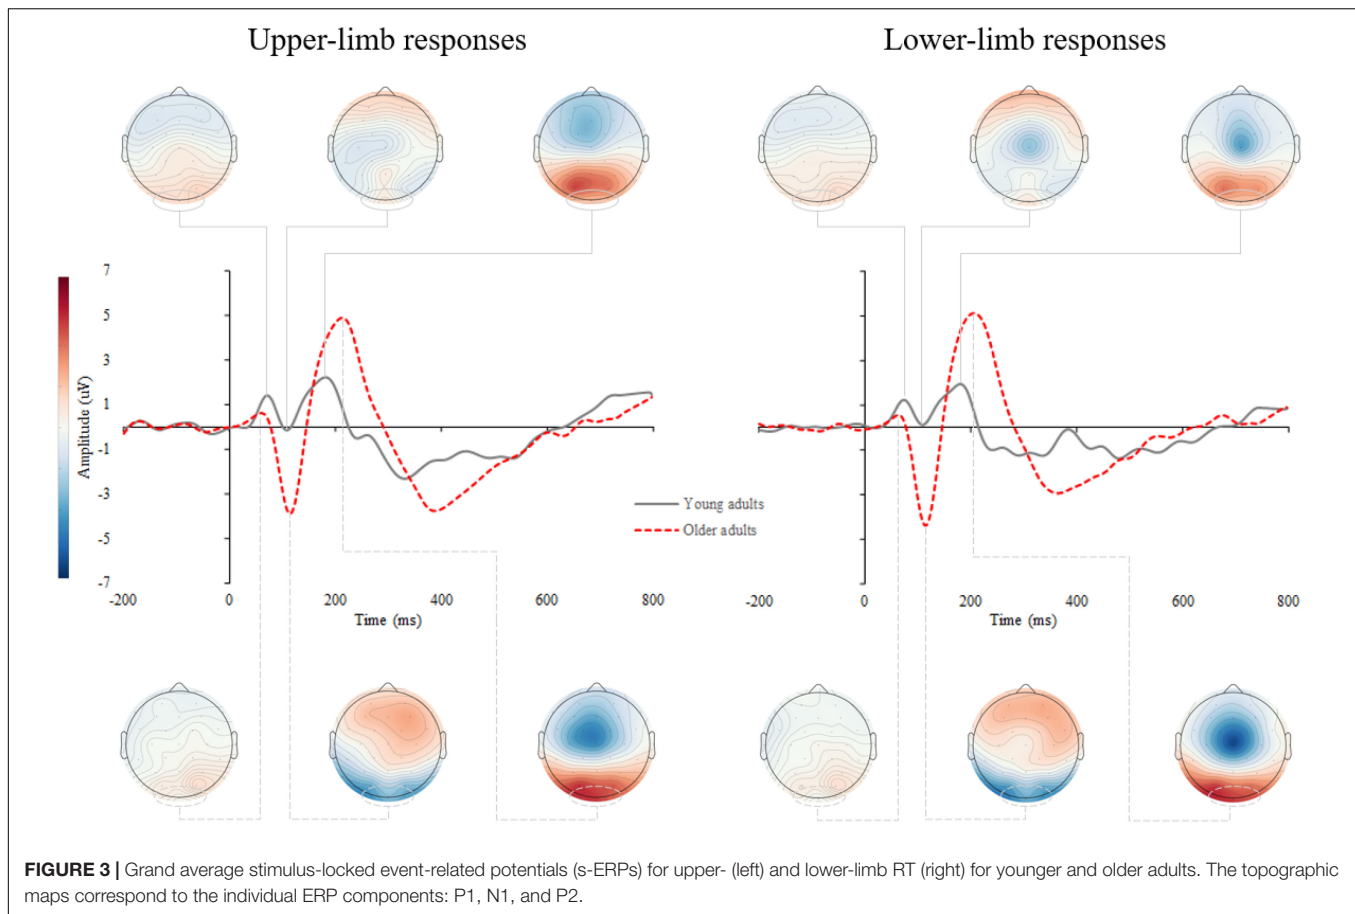 Upper-limb responses
Lower-limb responses
7
5
3
1
-1
-3
-5
-7
Amplitude (uV)
-200 0 200 400 600 800
Time (ms)
Young adults
Older adults
-200 0 200 400 600 800
Time (ms)
FIGURE 3 | Grand average stimulus-locked event-related potentials (s-ERPs) for upper- (left) and lower-limb RT (right) for younger and older adults. The topographic
maps correspond to the individual ERP components: P1, N1, and P2.